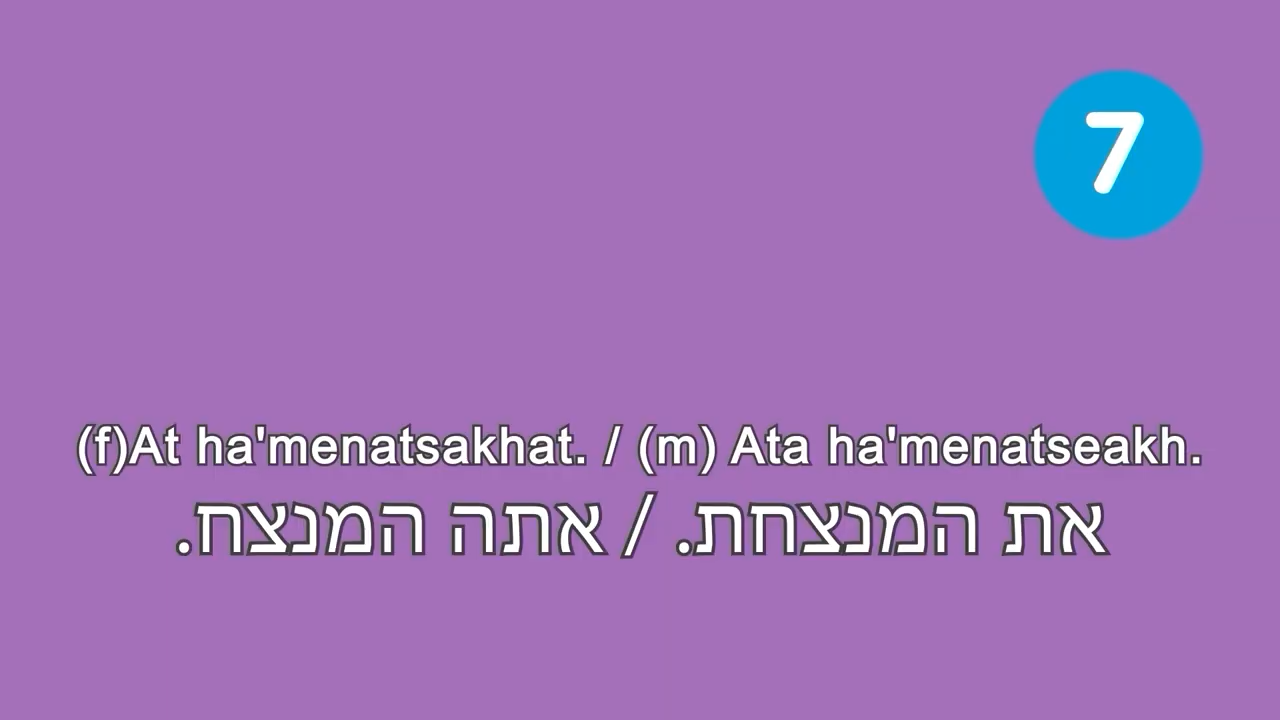 7
(f)At ha'menatsakhat. / (m) Ata ha'menatseakh.
את המנצחת. / אתה המנצח.